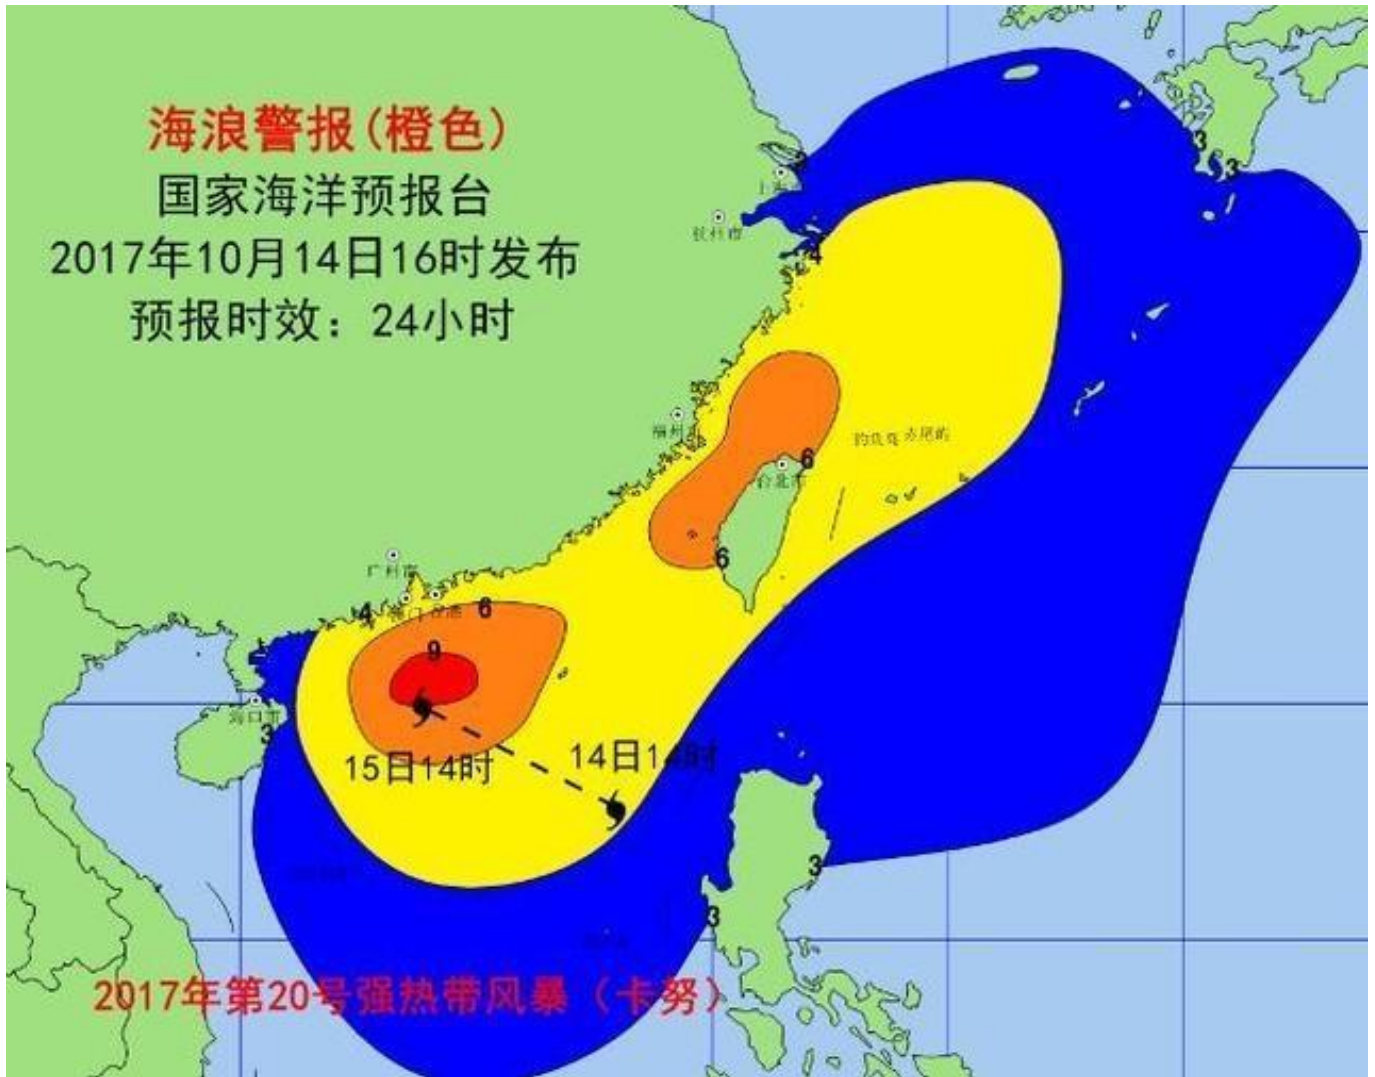 海浪警报(橙色)
国家海洋预报台
2017年10月14日16时发布
预报时效：24小时
3
3
2
上海
杭州市
4
福州市
钓鱼岛 赤尾屿
6
台北市
6
广州市
4
6
9
海口市
3
15日14时
14日14时
3
3
2017年第20号强热带风暴（卡努）